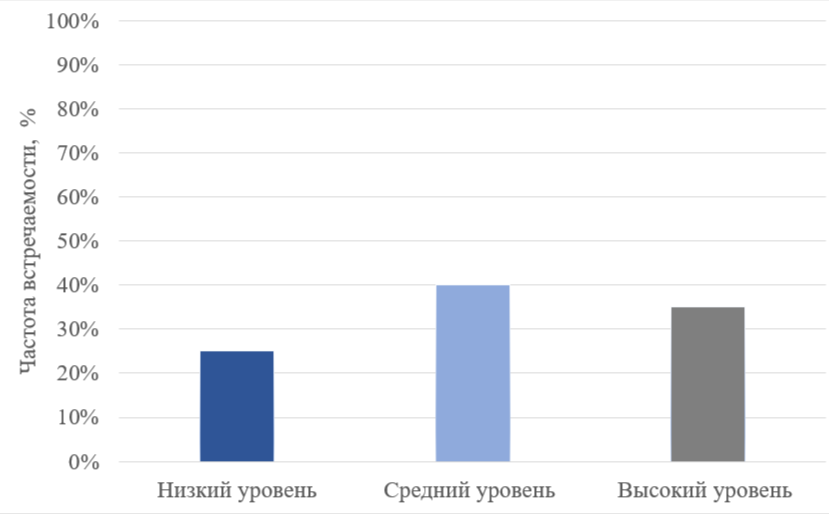 100%
90%
80%
70%
60%
50%
40%
30%
20%
10%
0%
Частота встречаемости, %
Низкий уровень
Средний уровень
Высокий уровень